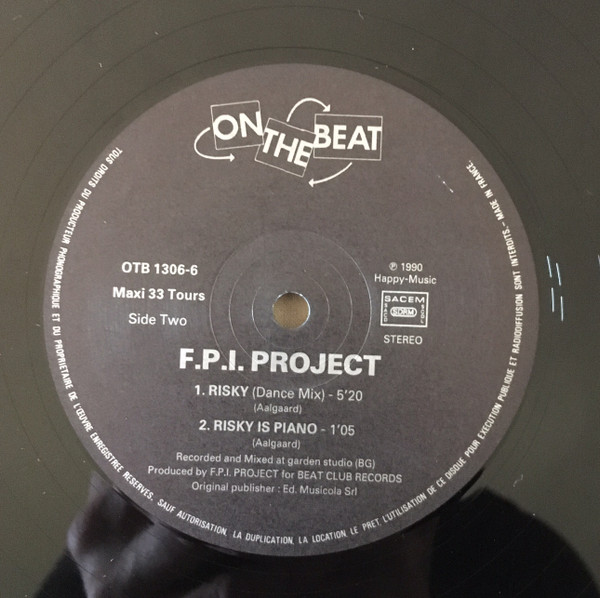 ON
THE
BEAT
OTB 1306-6
Maxi 33 Tours
Side Two
℗ 1990
Happy-Music
SACEM
SDRM
STEREO
F.P.I. PROJECT
1. RISKY (Dance Mix) - 5'20
(Aalgaard)
2. RISKY IS PIANO - 1'05
(Aalgaard)
Recorded and Mixed at garden studio (BG)
Produced by F.P.I. PROJECT for BEAT CLUB RECORDS
Original publisher : Ed. Musicola Srl
TOUS DROITS DU PRODUCTEUR PHONOGRAPHIQUE ET DU PROPRIETAIRE DE L'ŒUVRE ENREGISTREE RESERVES. SAUF AUTORISATION, LA DUPLICATION, LA LOCATION, LE PRET, L'UTILISATION DE CE DISQUE POUR EXECUTION PUBLIQUE ET RADIODIFFUSION SONT INTERDITS. - MADE IN FRANCE.